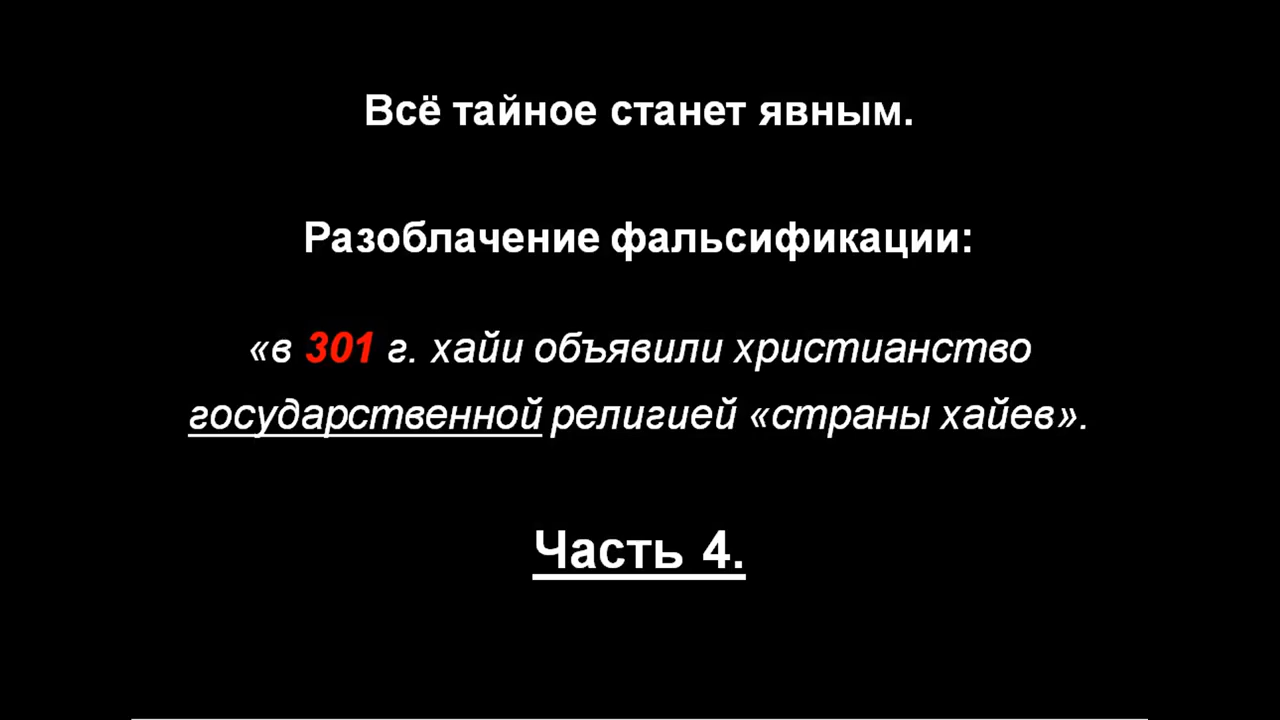 Всё тайное станет явным.
Разоблачение фальсификации:
«в 301 г. хайи объявили христианство
государственной религией «страны хайев».
Часть 4.